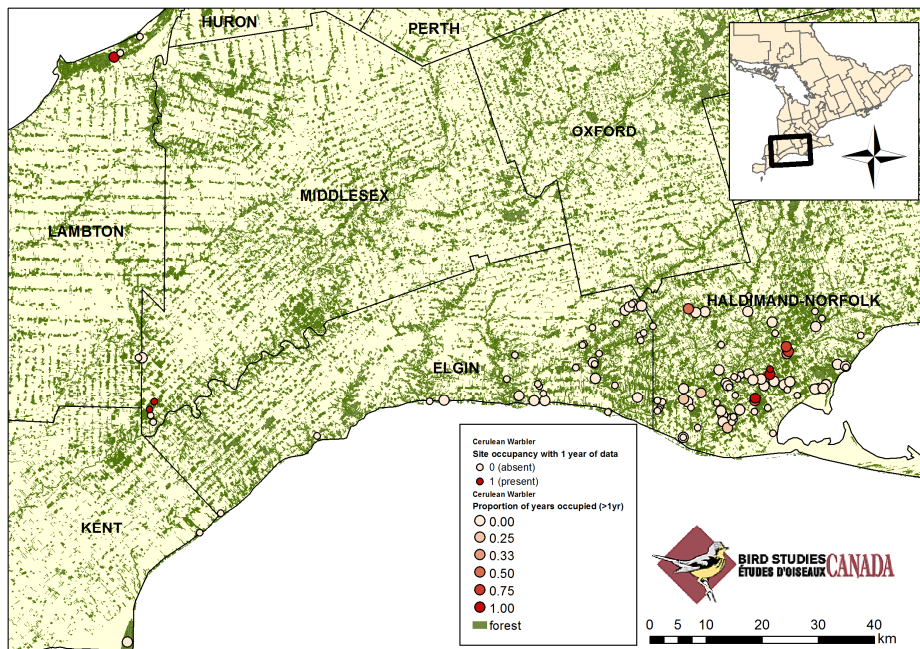 HURON
PERTH
OXFORD
MIDDLESEX
LAMBTON
HALDIMAND-NORFOLK
ELGIN
KENT
Cerulean Warbler
Site occupancy with 1 year of data
0 (absent)
1 (present)
Cerulean Warbler
Proportion of years occupied (>1yr)
0.00
0.25
0.33
0.50
0.75
1.00
forest
BIRD STUDIES
ÉTUDES D'OISEAUX CANADA
0 5 10 20 30 40
km